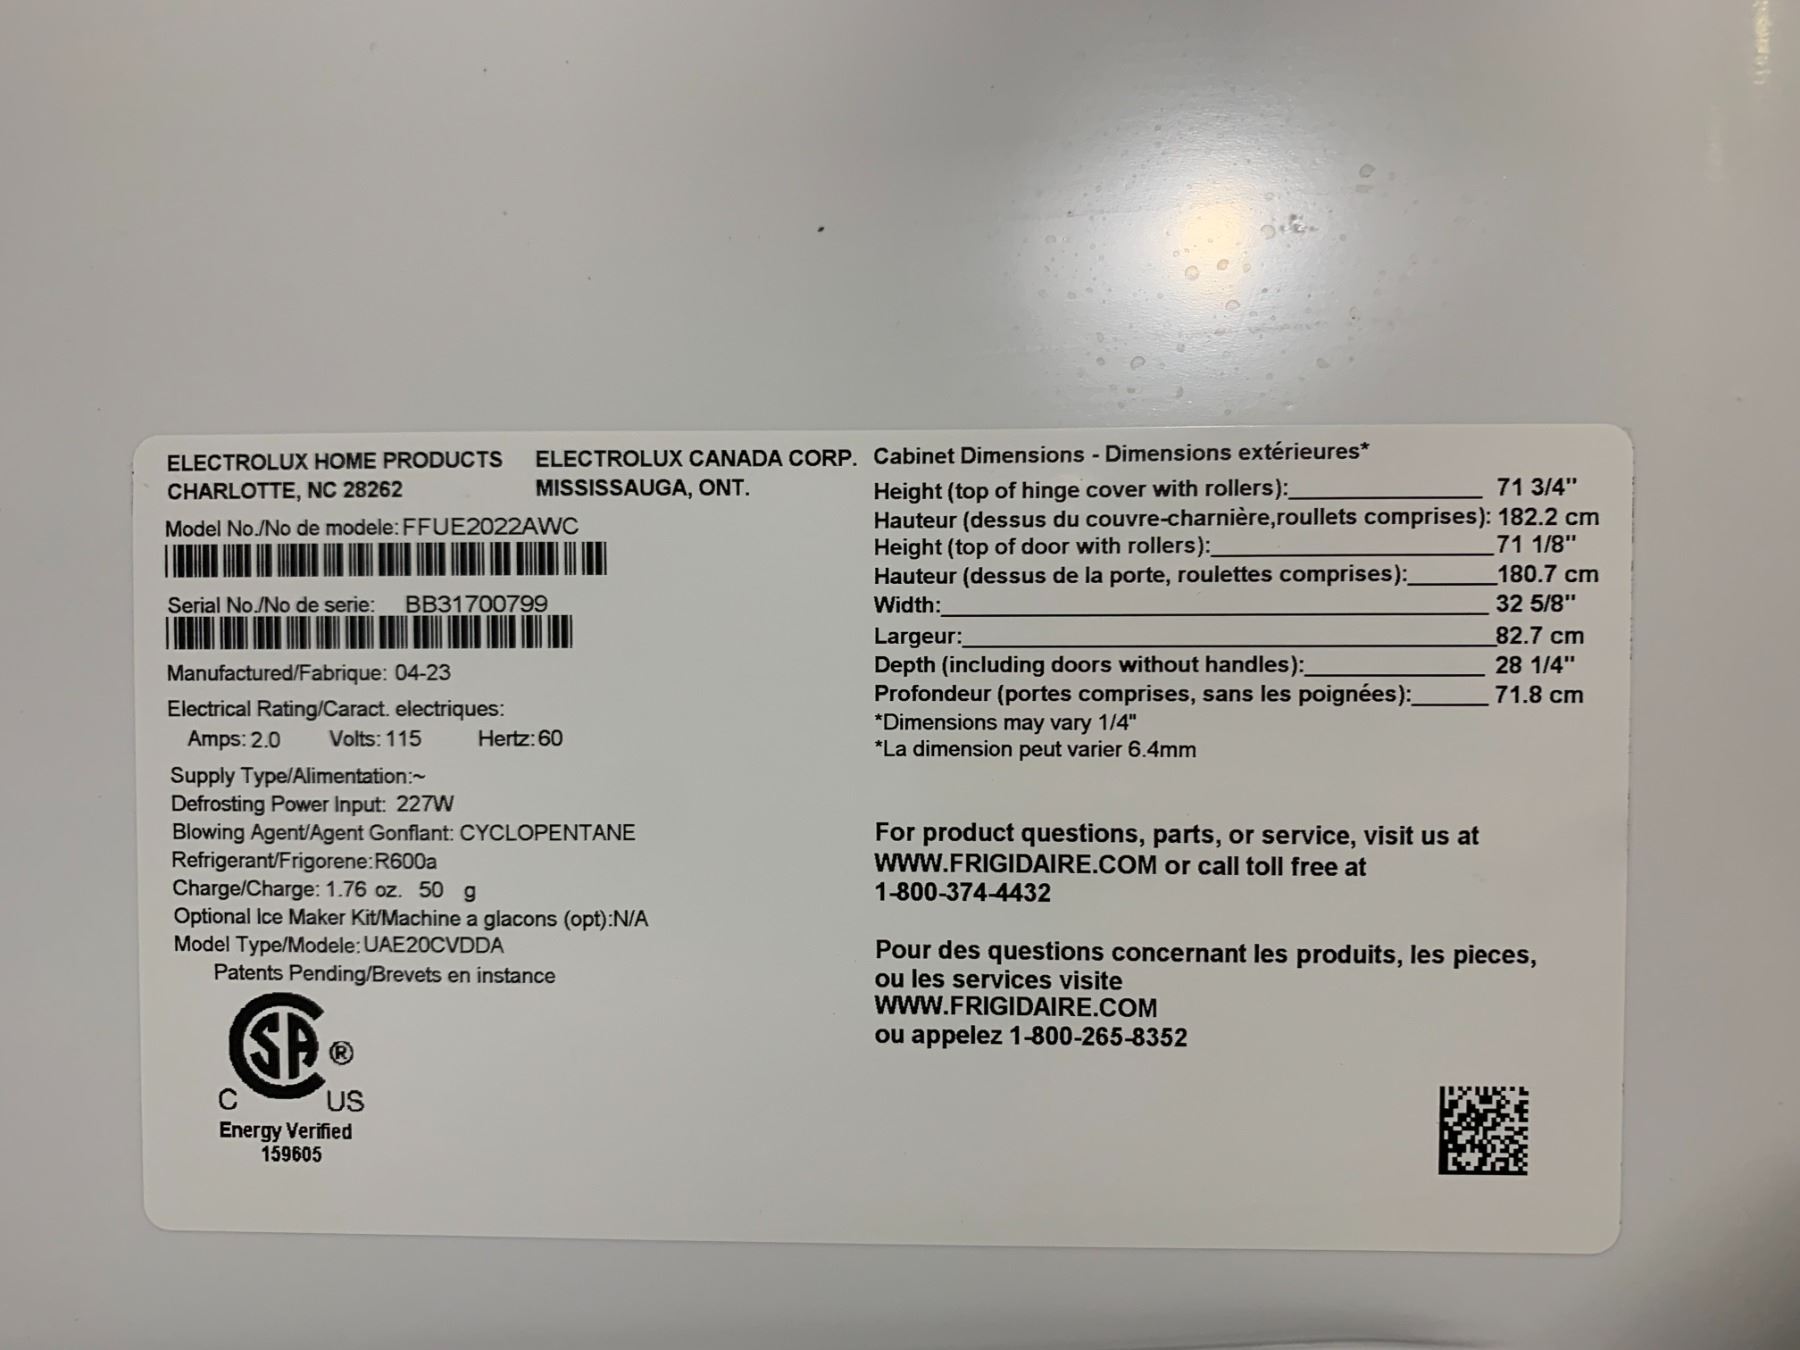 ELECTROLUX HOME PRODUCTS
CHARLOTTE, NC 28262
ELECTROLUX CANADA CORP.
MISSISSAUGA, ONT.
Model No./No de modele: FFUE2022AWC
Serial No./No de serie: BB31700799
Manufactured/Fabrique: 04-23
Electrical Rating/Caract. electriques:
Amps: 2.0 Volts: 115 Hertz: 60
Supply Type/Alimentation:~
Defrosting Power Input: 227W
Blowing Agent/Agent Gonflant: CYCLOPENTANE
Refrigerant/Frigorene: R600a
Charge/Charge: 1.76 oz. 50 g
Optional Ice Maker Kit/Machine a glacons (opt):N/A
Model Type/Modele: UAE20CVDDA
Patents Pending/Brevets en instance
CSA ®
C US
Energy Verified
159605
Cabinet Dimensions - Dimensions extérieures*
Height (top of hinge cover with rollers): 71 3/4"
Hauteur (dessus du couvre-charnière,roullets comprises): 182.2 cm
Height (top of door with rollers): 71 1/8"
Hauteur (dessus de la porte, roulettes comprises): 180.7 cm
Width: 32 5/8"
Largeur: 82.7 cm
Depth (including doors without handles): 28 1/4"
Profondeur (portes comprises, sans les poignées): 71.8 cm
*Dimensions may vary 1/4"
*La dimension peut varier 6.4mm
For product questions, parts, or service, visit us at
WWW.FRIGIDAIRE.COM or call toll free at
1-800-374-4432
Pour des questions concernant les produits, les pieces,
ou les services visite
WWW.FRIGIDAIRE.COM
ou appelez 1-800-265-8352